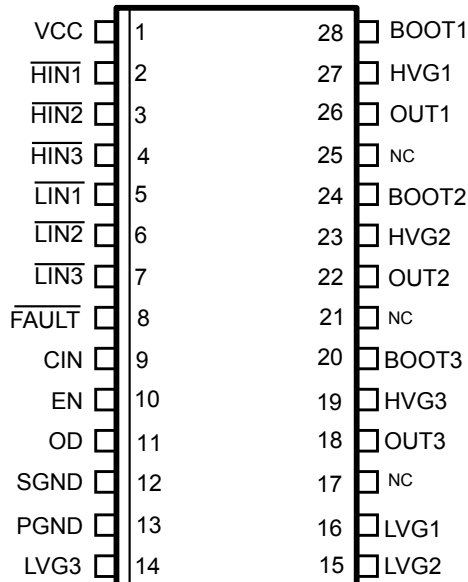 VCC 1 28 BOOT1
HIN1 2 27 HVG1
HIN2 3 26 OUT1
HIN3 4 25 NC
LIN1 5 24 BOOT2
LIN2 6 23 HVG2
LIN3 7 22 OUT2
FAULT 8 21 NC
CIN 9 20 BOOT3
EN 10 19 HVG3
OD 11 18 OUT3
SGND 12 17 NC
PGND 13 16 LVG1
LVG3 14 15 LVG2